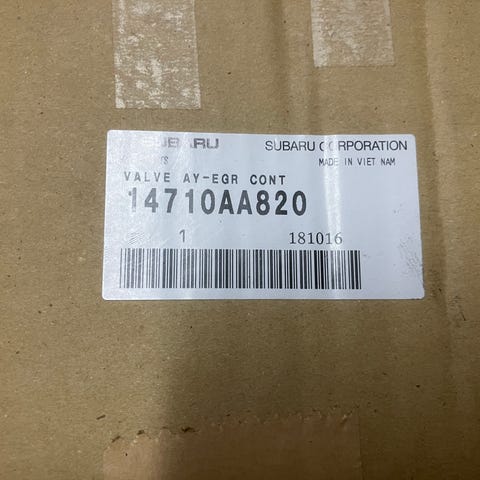 SUBARU SUBARU CORPORATION
MADE IN VIET NAM
VALVE AY-EGR CONT
14710AA820
1 181016